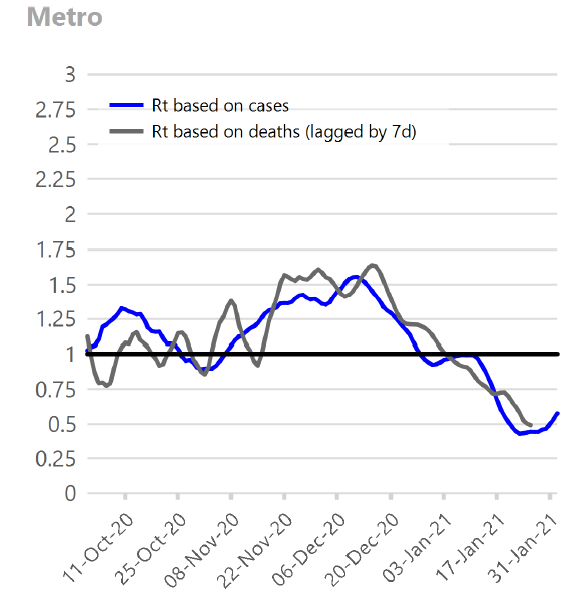 Metro
3
2.75
2.5
2.25
2
1.75
1.5
1.25
1
0.75
0.5
0.25
0
Rt based on cases
Rt based on deaths (lagged by 7d)
11-Oct-20
25-Oct-20
08-Nov-20
22-Nov-20
06-Dec-20
20-Dec-20
03-Jan-21
17-Jan-21
31-Jan-21